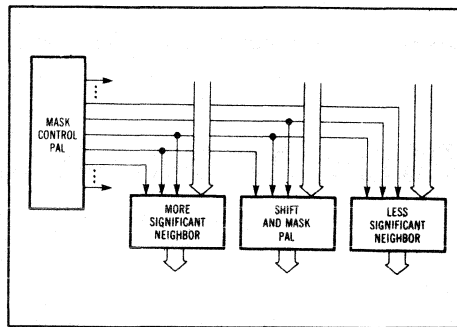 MASK
CONTROL
PAL
MORE
SIGNIFICANT
NEIGHBOR
SHIFT
AND MASK
PAL
LESS
SIGNIFICANT
NEIGHBOR